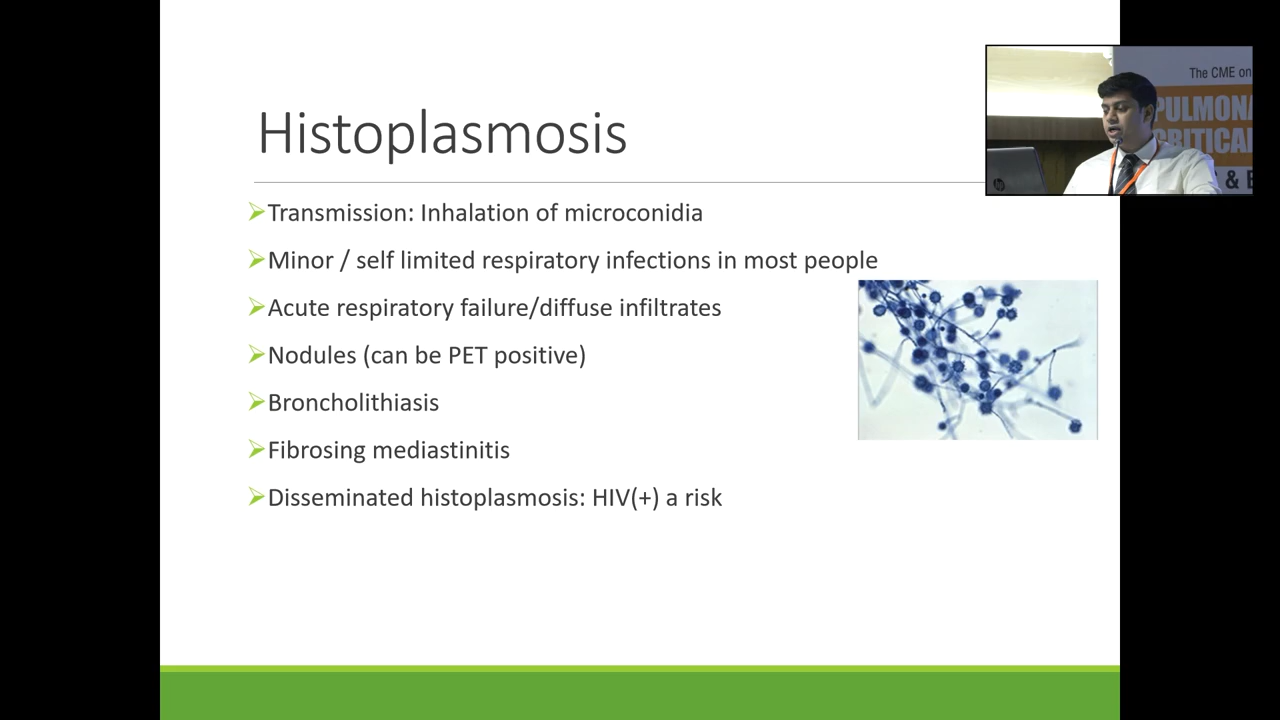 Histoplasmosis
Transmission: Inhalation of microconidia
Minor / self limited respiratory infections in most people
Acute respiratory failure/diffuse infiltrates
Nodules (can be PET positive)
Broncholithiasis
Fibrosing mediastinitis
Disseminated histoplasmosis: HIV(+) a risk
The CME on
PULMONA
CRITICAL
& E
hp